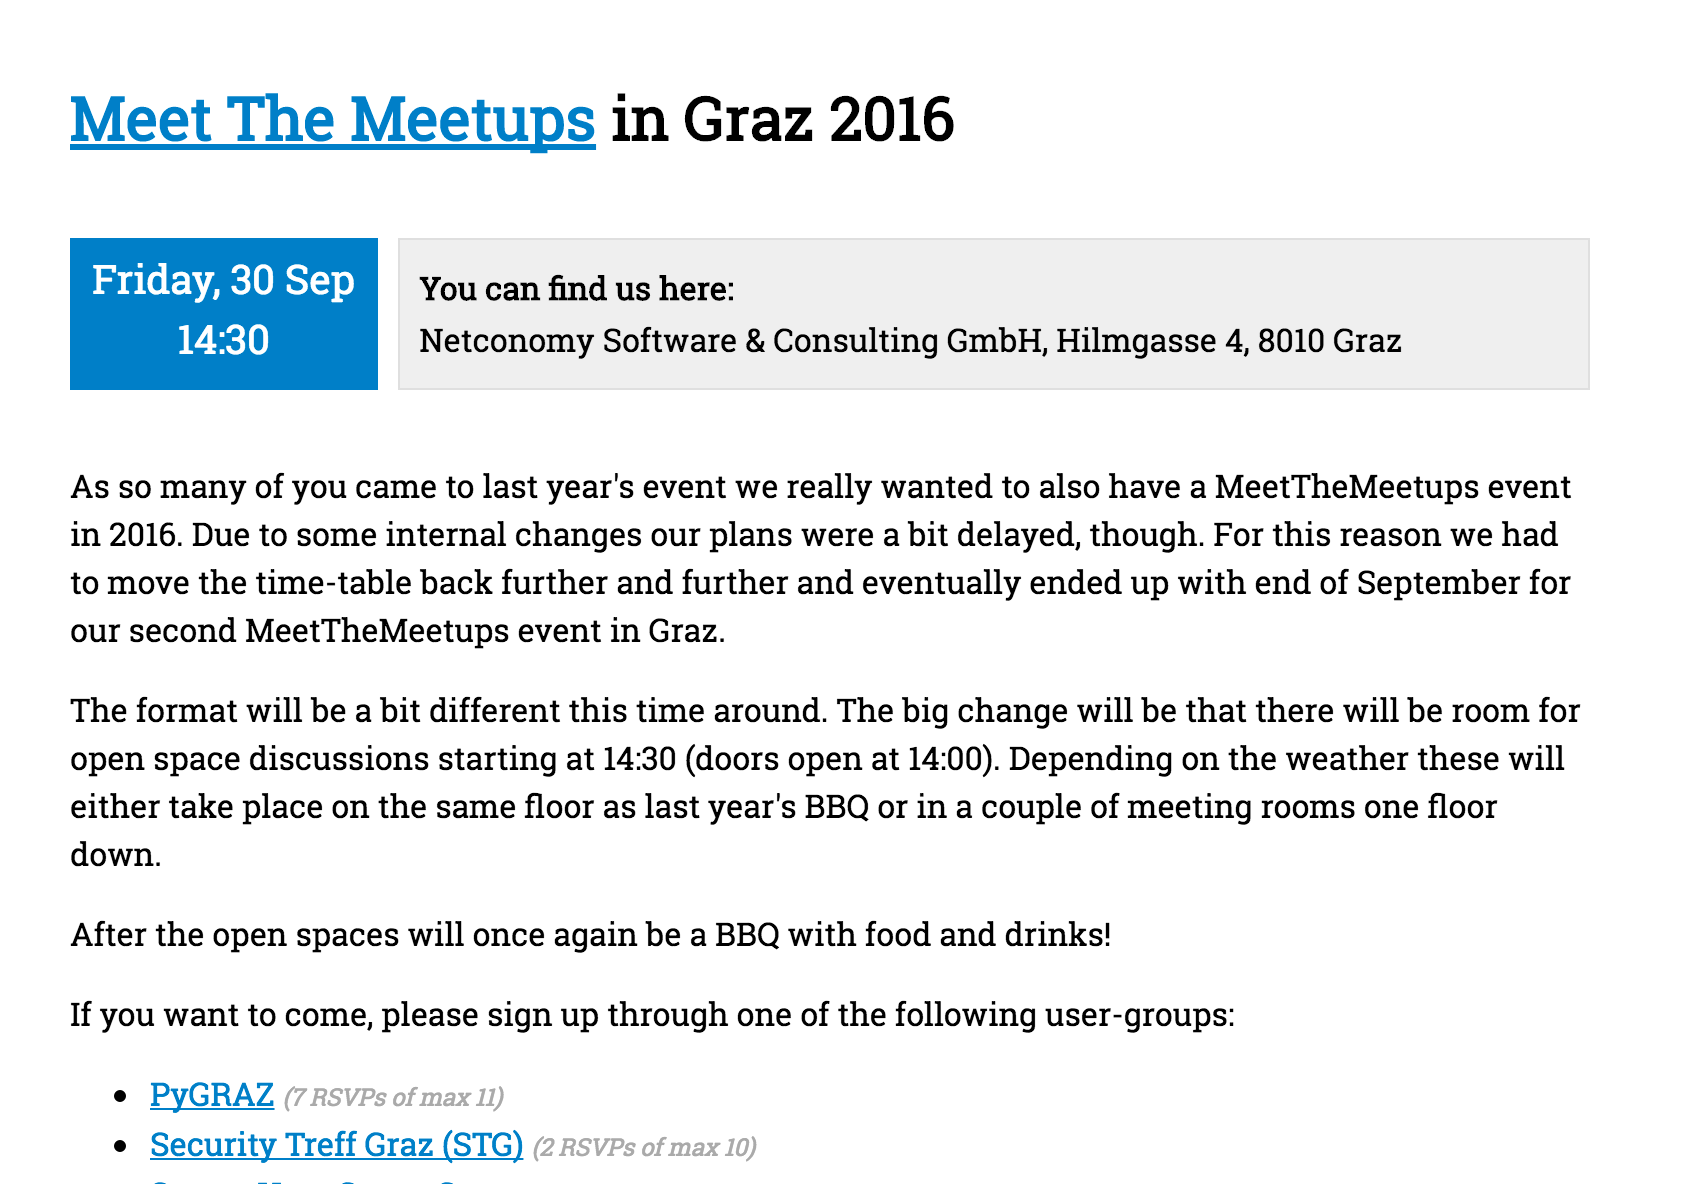 Meet The Meetups in Graz 2016
Friday, 30 Sep
14:30
You can find us here:
Netconomy Software & Consulting GmbH, Hilmgasse 4, 8010 Graz
As so many of you came to last year's event we really wanted to also have a MeetTheMeetups event
in 2016. Due to some internal changes our plans were a bit delayed, though. For this reason we had
to move the time-table back further and further and eventually ended up with end of September for
our second MeetTheMeetups event in Graz.
The format will be a bit different this time around. The big change will be that there will be room for
open space discussions starting at 14:30 (doors open at 14:00). Depending on the weather these will
either take place on the same floor as last year's BBQ or in a couple of meeting rooms one floor
down.
After the open spaces will once again be a BBQ with food and drinks!
If you want to come, please sign up through one of the following user-groups:
• PyGRAZ (7 RSVPs of max 11)
• Security Treff Graz (STG) (2 RSVPs of max 10)